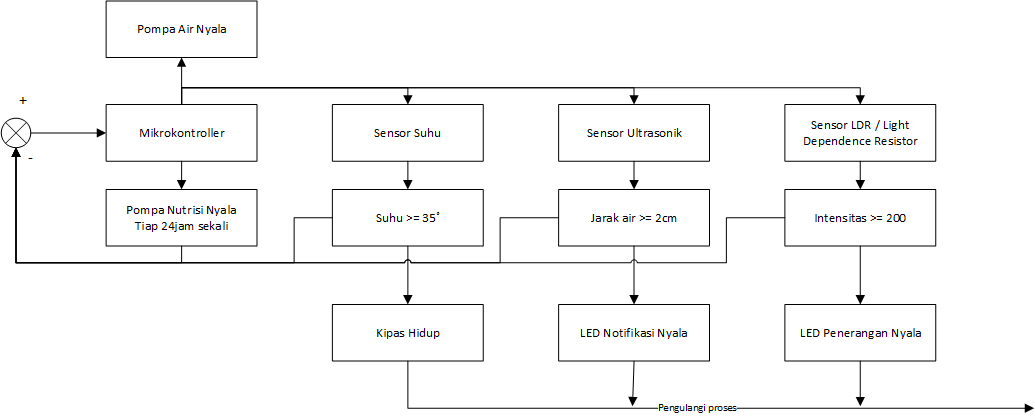 Pompa Air Nyala
+
-
Mikrokontroller
Sensor Suhu
Sensor Ultrasonik
Sensor LDR / Light
Dependence Resistor
Pompa Nutrisi Nyala
Tiap 24jam sekali
Suhu >= 35°
Jarak air >= 2cm
Intensitas >= 200
Kipas Hidup
LED Notifikasi Nyala
LED Penerangan Nyala
Pengulangi proses